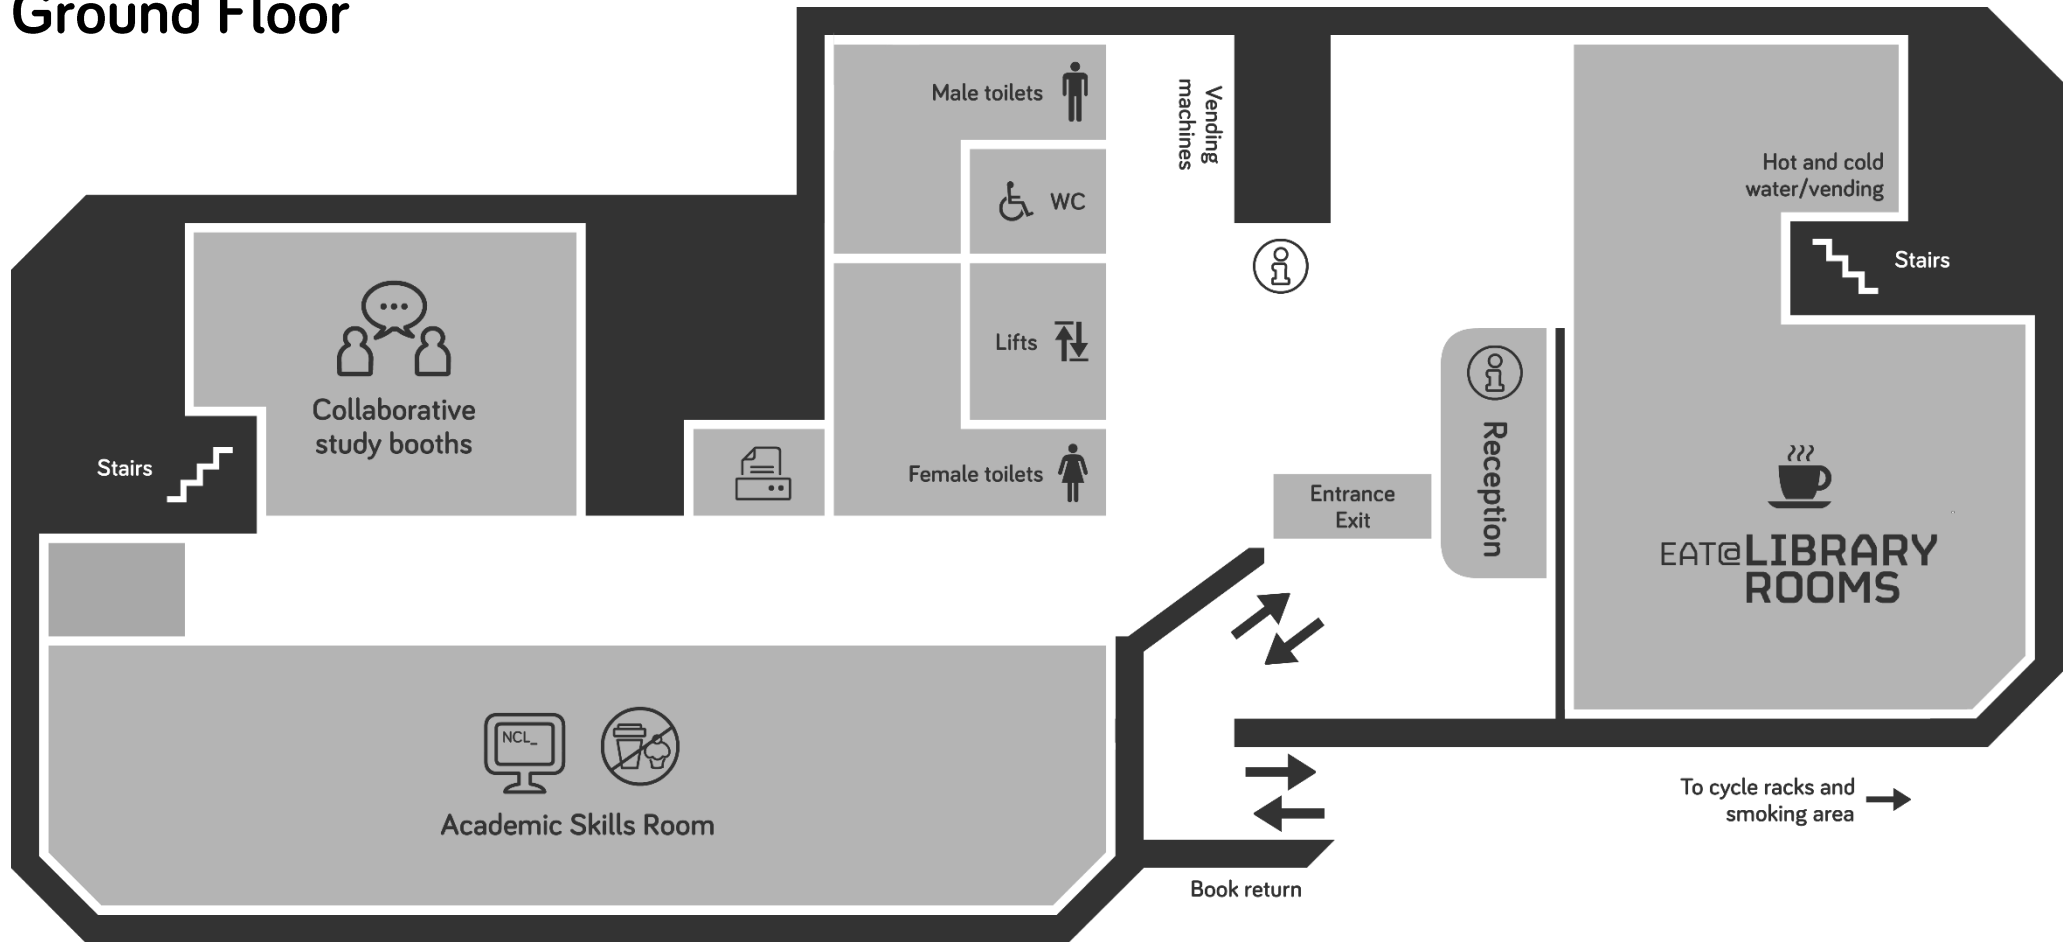 Ground Floor
Male toilets
WC
Vending
machines
Hot and cold
water/vending
Stairs
Lifts
Collaborative
study booths
Stairs
Female toilets
Reception
Entrance
Exit
EAT@LIBRARY
ROOMS
NCL_
Academic Skills Room
To cycle racks and
smoking area
Book return